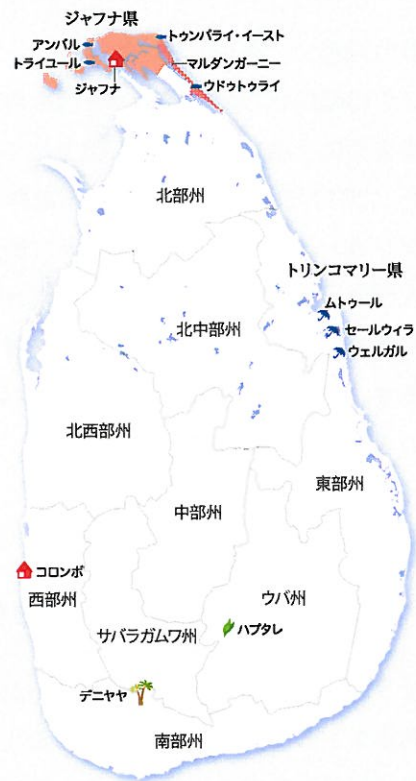 ジャフナ県
アンバル
トゥンパライ・イースト
トライユール
マルダンガーニー
ジャフナ
ウドゥトゥライ
北部州
トリンコマリー県
ムトゥール
北中部州
セールウィラ
ウェルガル
北西部州
東部州
中部州
コロンボ
西部州
ウバ州
サバラガムワ州
ハプタレ
デニヤヤ
南部州